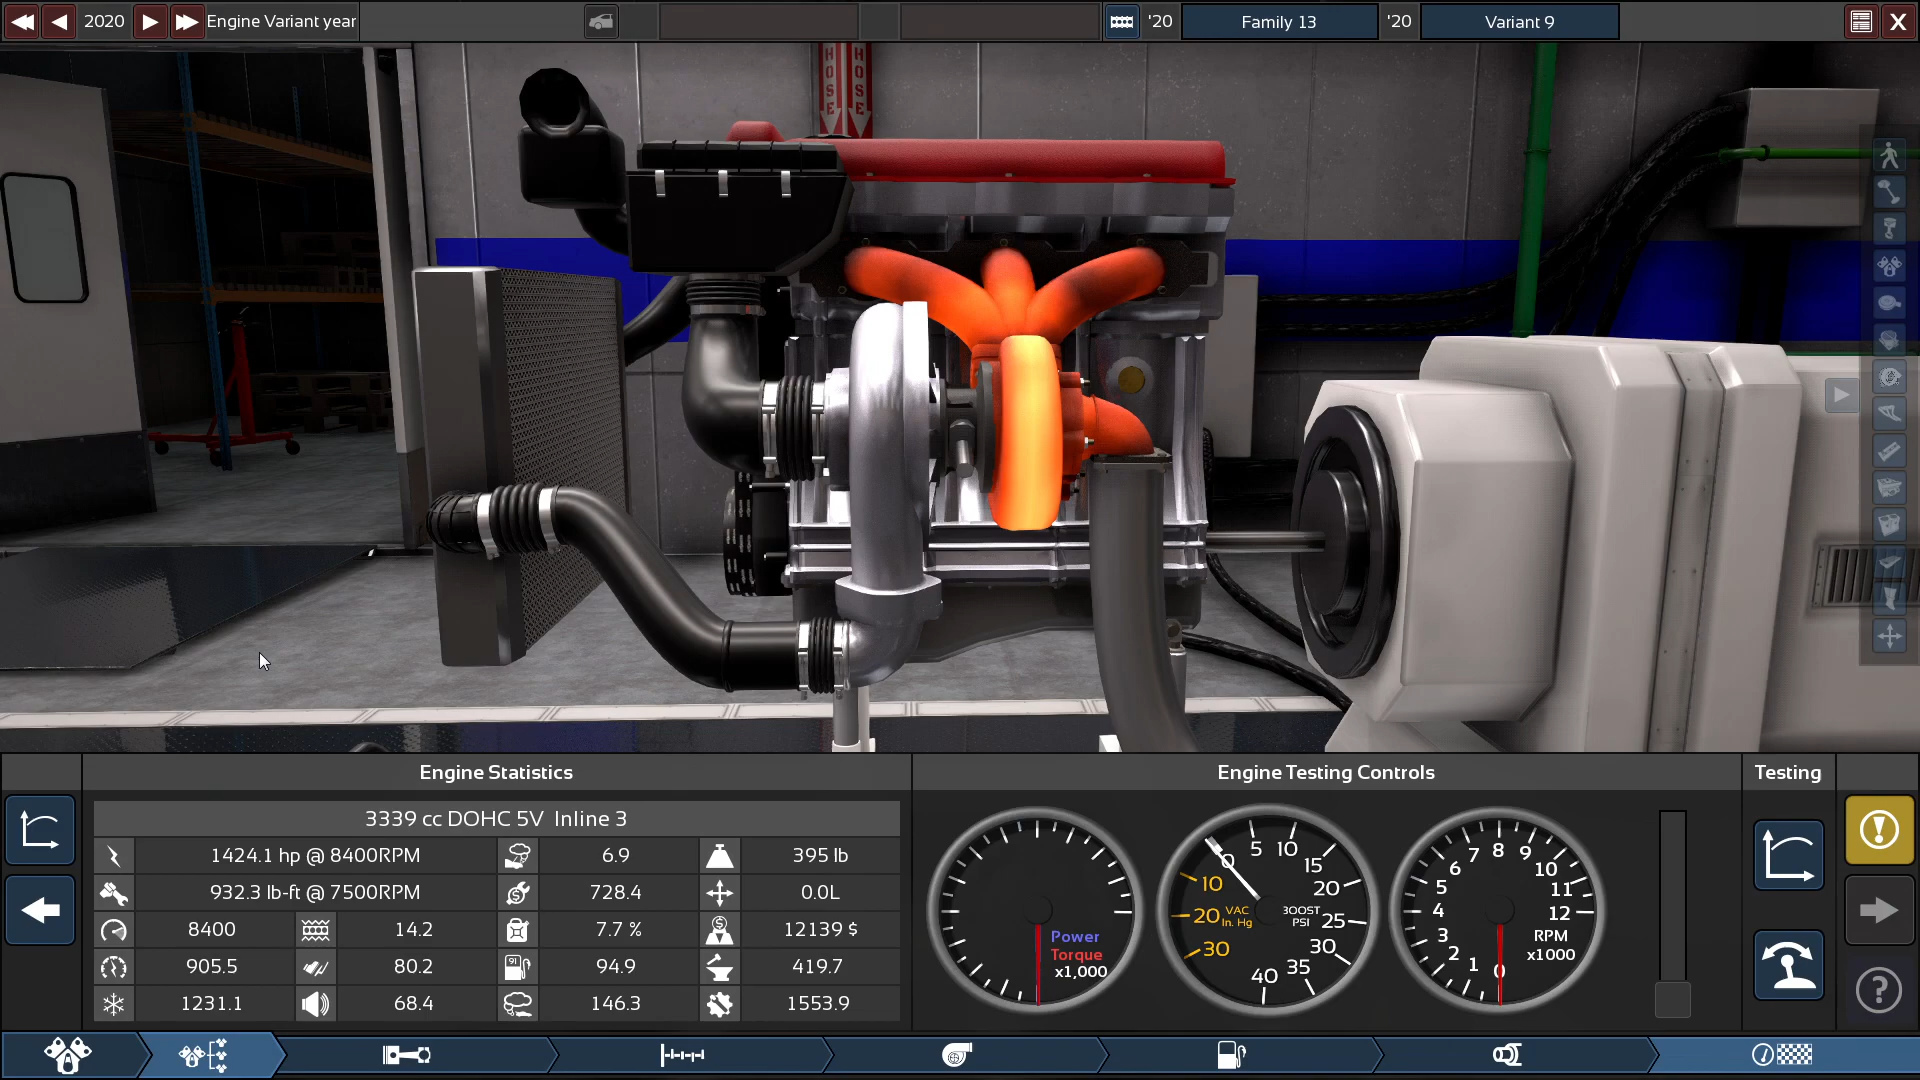 2020 Engine Variant year '20 Family 13 '20 Variant 9
HOSE HOSE
Engine Statistics
3339 cc DOHC 5V Inline 3
1424.1 hp @ 8400RPM 6.9 395 lb
932.3 lb-ft @ 7500RPM 728.4 0.0L
8400 14.2 7.7 % 12139 $
905.5 80.2 91 94.9 419.7
1231.1 68.4 146.3 1553.9
Engine Testing Controls
Power
Torque
x1,000
30 20 10 0 5 10 15 20 25 30 35 40
VAC
In. Hg
BOOST
PSI
0 1 2 3 4 5 6 7 8 9 10 11 12
RPM
x1000
Testing